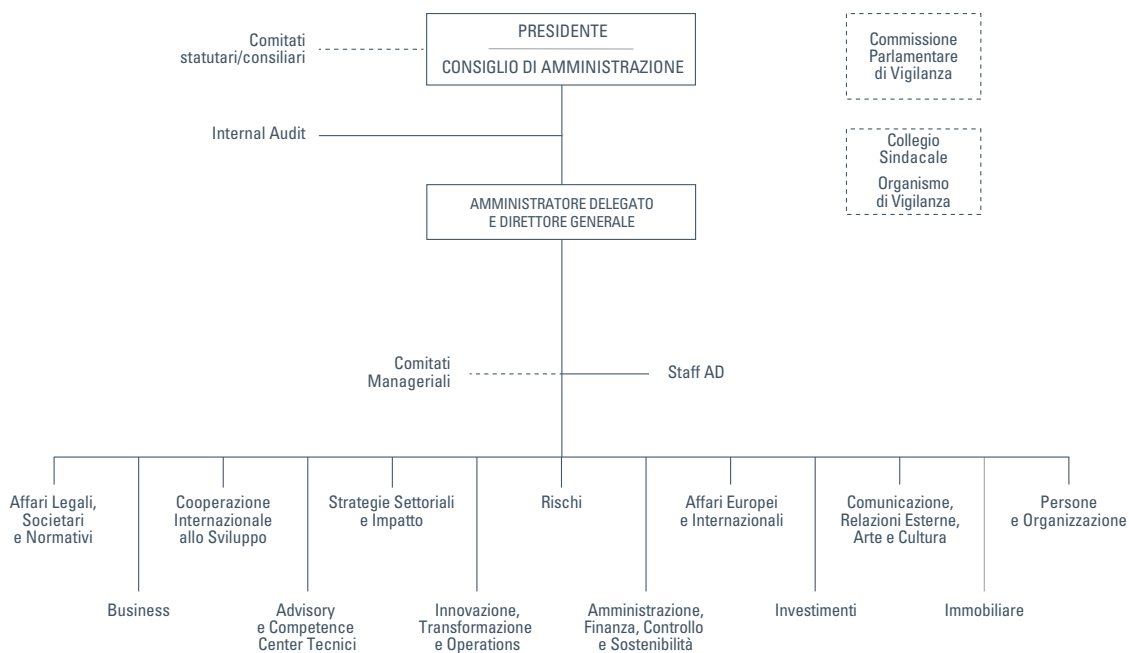 PRESIDENTE
CONSIGLIO DI AMMINISTRAZIONE
Comitati
statutari/consiliari
Commissione
Parlamentare
di Vigilanza
Internal Audit
Collegio
Sindacale
Organismo
di Vigilanza
AMMINISTRATORE DELEGATO
E DIRETTORE GENERALE
Comitati
Manageriali
Staff AD
Affari Legali,
Societari
e Normativi
Cooperazione
Internazionale
allo Sviluppo
Strategie Settoriali
e Impatto
Rischi
Affari Europei
e Internazionali
Comunicazione,
Relazioni Esterne,
Arte e Cultura
Persone
e Organizzazione
Business
Advisory
e Competence
Center Tecnici
Innovazione,
Transformazione
e Operations
Amministrazione,
Finanza, Controllo
e Sostenibilità
Investimenti
Immobiliare